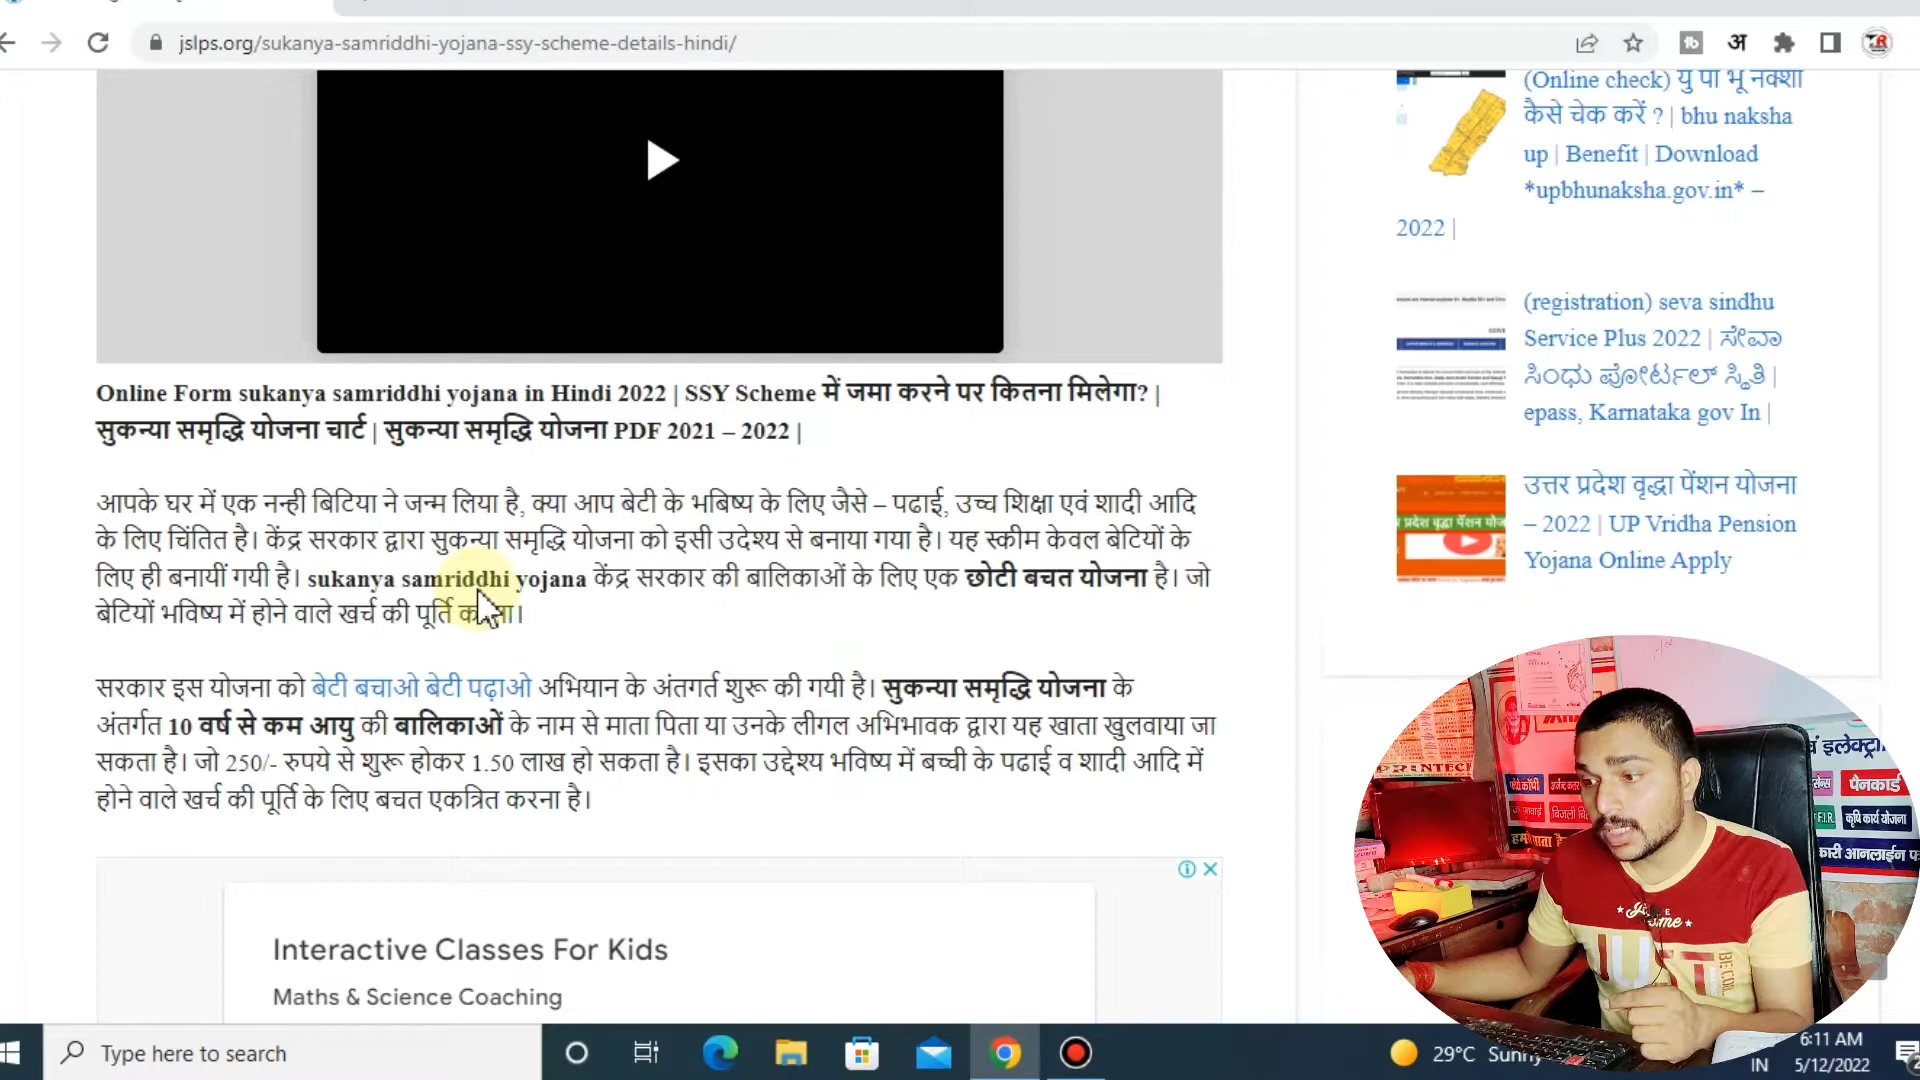 jslps.org/sukanya-samriddhi-yojana-ssy-scheme-details-hindi/
Online Form sukanya samriddhi yojana in Hindi 2022 | SSY Scheme में जमा करने पर कितना मिलेगा? |
सुकन्या समृद्धि योजना चार्ट | सुकन्या समृद्धि योजना PDF 2021 – 2022 |
आपके घर में एक नन्ही बिटिया ने जन्म लिया है, क्या आप बेटी के भबिष्य के लिए जैसे – पढाई, उच्च शिक्षा एवं शादी आदि
के लिए चिंतित है। केंद्र सरकार द्वारा सुकन्या समृद्धि योजना को इसी उदेश्य से बनाया गया है। यह स्कीम केवल बेटियों के
लिए ही बनायीं गयी है। sukanya samriddhi yojana केंद्र सरकार की बालिकाओं के लिए एक छोटी बचत योजना है। जो
बेटियों भविष्य में होने वाले खर्च की पूर्ति
सरकार इस योजना को बेटी बचाओ बेटी पढ़ाओ अभियान के अंतगर्त शुरू की गयी है। सुकन्या समृद्धि योजना के
अंतर्गत 10 वर्ष से कम आयु की बालिकाओं के नाम से माता पिता या उनके लीगल अभिभावक द्वारा यह खाता खुलवाया जा
सकता है। जो 250/- रुपये से शुरू होकर 1.50 लाख हो सकता है। इसका उद्देश्य भविष्य में बच्ची के पढाई व शादी आदि में
होने वाले खर्च की पूर्ति के लिए बचत एकत्रित करना है।
Interactive Classes For Kids
Maths & Science Coaching
(Online check) यु पी भू नक्शा
कैसे चेक करें ? | bhu naksha
up | Benefit | Download
*upbhunaksha.gov.in* –
2022 |
(registration) seva sindhu
Service Plus 2022 | ಸೇವಾ
ಸಿಂಧು ಪೋರ್ಟಲ್ ಸ್ಥಿತಿ |
epass, Karnataka gov In |
उत्तर प्रदेश वृद्धा पेंशन योजना
– 2022 | UP Vridha Pension
Yojana Online Apply
पैनकार्ड
F.I.R.
कृषि कार्य योजना
Type here to search
29°C Sunny
6:11 AM
IN
5/12/2022